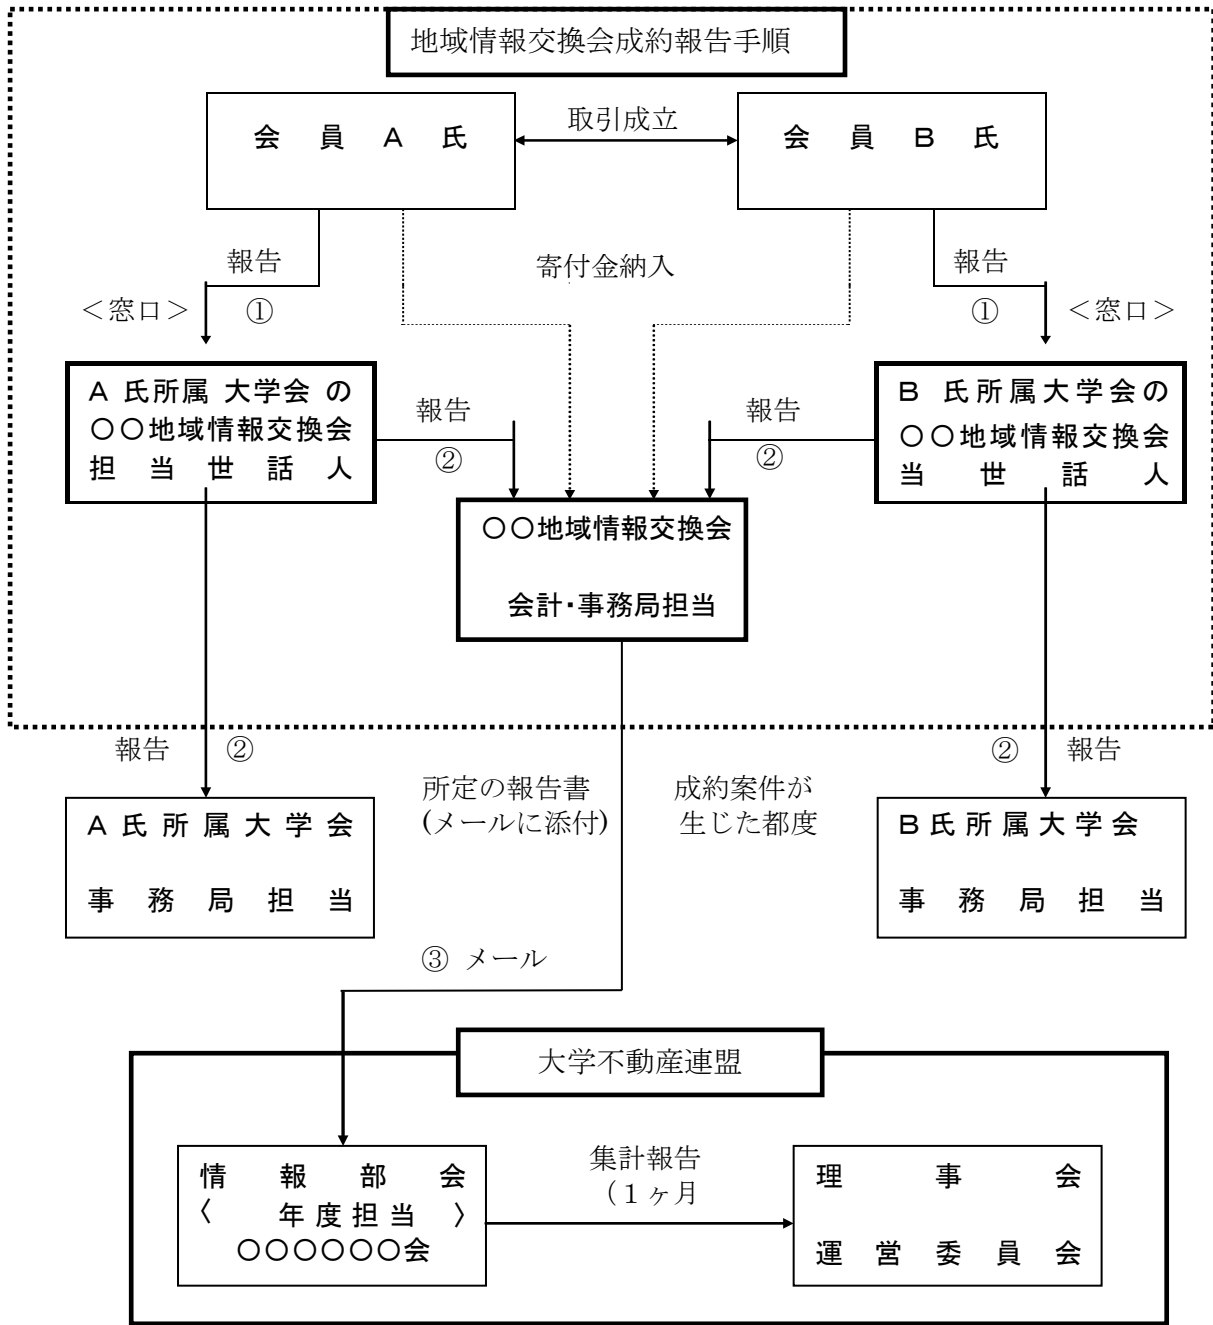 地域情報交換会成約報告手順
会員A氏
取引成立
会員B氏
報告
寄付金納入
報告
＜窓口＞
①
①
＜窓口＞
A 氏所属 大学会 の
〇〇地域情報交換会
担当世話人
報告
②
報告
②
B 氏所属大学会の
〇〇地域情報交換会
当世話人
〇〇地域情報交換会
会計・事務局担当
報告 ②
② 報告
所定の報告書
(メールに添付)
成約案件が
生じた都度
A氏所属大学会
事務局担当
B氏所属大学会
事務局担当
③ メール
大学不動産連盟
情報部会
〈 年度担当 〉
〇〇〇〇〇〇会
集計報告
（１ヶ月
理事会
運営委員会